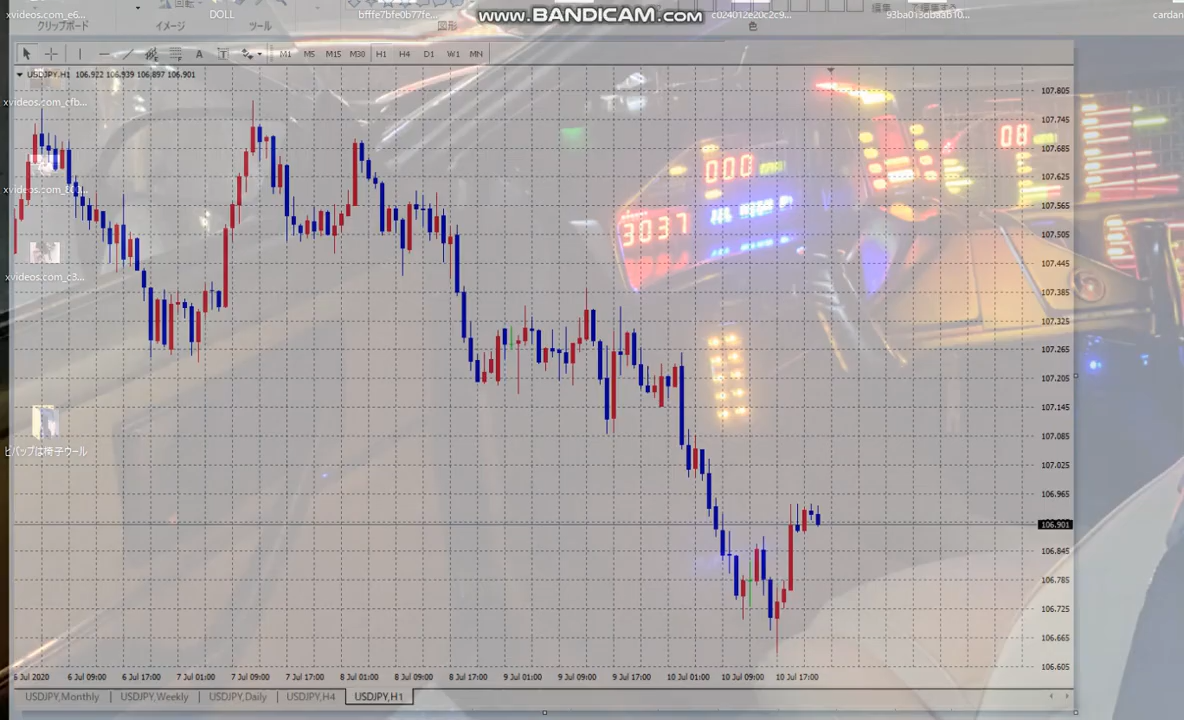 xvideos.com_e6...
DOLL
bfffe7bfe0b77fe...
WWW.BANDICAM.COM
c024012e20c2c9...
93ba013dbaab10...
cardan
クリップボード
イメージ
ツール
図形
色
A
T
M1
M5
M15
M30
H1
H4
D1
W1
MN
USDJPY,H1 106.922 106.939 106.897 106.901
xvideos.com_cfb...
xvideos.com_c3...
ビバップは椅子ウール
000
08
3037
107.805
107.745
107.685
107.625
107.565
107.505
107.445
107.385
107.325
107.265
107.205
107.145
107.085
107.025
106.965
106.901
106.845
106.785
106.725
106.665
106.605
6 Jul 2020
6 Jul 09:00
6 Jul 17:00
7 Jul 01:00
7 Jul 09:00
7 Jul 17:00
8 Jul 01:00
8 Jul 09:00
8 Jul 17:00
9 Jul 01:00
9 Jul 09:00
9 Jul 17:00
10 Jul 01:00
10 Jul 09:00
10 Jul 17:00
USDJPY,Monthly
USDJPY,Weekly
USDJPY,Daily
USDJPY,H4
USDJPY,H1